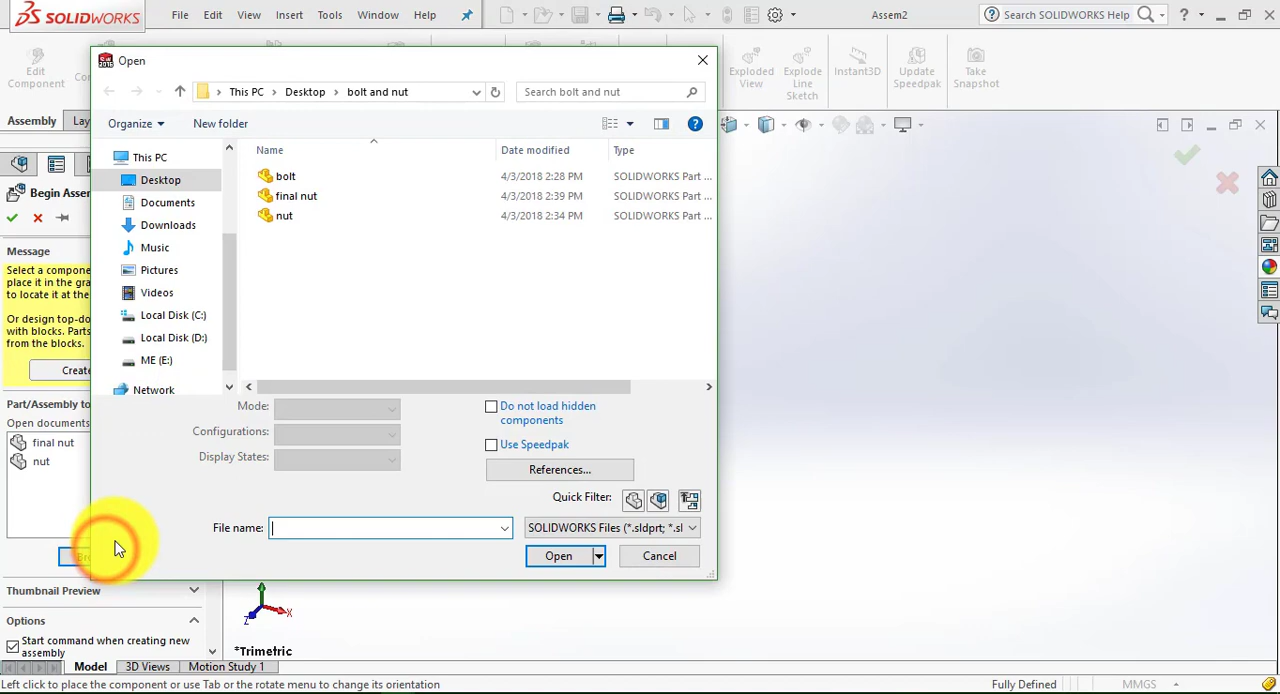 SOLIDWORKS
File Edit View Insert Tools Window Help
Assem2
Search SOLIDWORKS Help
Edit Component
Exploded View
Explode Line Sketch
Instant3D
Update Speedpak
Take Snapshot
Assembly
Open
This PC > Desktop > bolt and nut
Search bolt and nut
Organize
New folder
Name Date modified Type
bolt 4/3/2018 2:28 PM SOLIDWORKS Part ...
final nut 4/3/2018 2:39 PM SOLIDWORKS Part ...
nut 4/3/2018 2:34 PM SOLIDWORKS Part ...
This PC
Desktop
Documents
Downloads
Music
Pictures
Videos
Local Disk (C:)
Local Disk (D:)
ME (E:)
Network
Mode:
Configurations:
Display States:
Do not load hidden components
Use Speedpak
References...
Quick Filter:
File name:
SOLIDWORKS Files (*.sldprt; *.sl
Open
Cancel
Begin Asser
Message
Select a compone
place it in the gra
to locate it at the
Or design top-do
with blocks. Parts
from the blocks.
Create
Part/Assembly to
Open documents
final nut
nut
Thumbnail Preview
Options
Start command when creating new assembly
Z
X
*Trimetric
Model 3D Views Motion Study 1
Left click to place the component or use Tab or the rotate menu to change its orientation
Fully Defined
MMGS